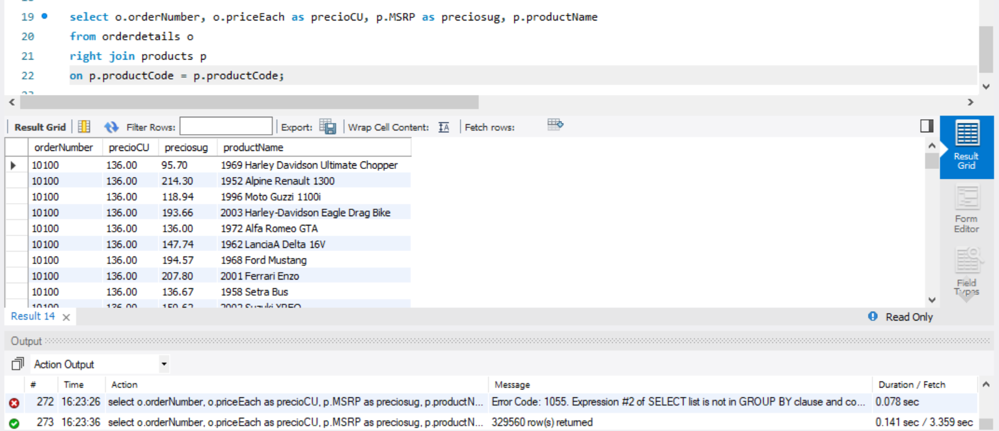 19 select o.orderNumber, o.priceEach as precioCU, p.MSRP as preciosug, p.productName
20 from orderdetails o
21 right join products p
22 on p.productCode = p.productCode;
Result Grid Filter Rows: Export: Wrap Cell Content: Fetch rows:
orderNumber precioCU preciosug productName
10100 136.00 95.70 1969 Harley Davidson Ultimate Chopper
10100 136.00 214.30 1952 Alpine Renault 1300
10100 136.00 118.94 1996 Moto Guzzi 1100i
10100 136.00 193.66 2003 Harley-Davidson Eagle Drag Bike
10100 136.00 136.00 1972 Alfa Romeo GTA
10100 136.00 147.74 1962 LanciaA Delta 16V
10100 136.00 194.57 1968 Ford Mustang
10100 136.00 207.80 2001 Ferrari Enzo
10100 136.00 136.67 1958 Setra Bus
Result
Grid
Form
Editor
Field
Types
Result 14
Read Only
Output
Action Output
# Time Action Message Duration / Fetch
272 16:23:26 select o.orderNumber, o.priceEach as precioCU, p.MSRP as preciosug, p.productN... Error Code: 1055. Expression #2 of SELECT list is not in GROUP BY clause and co... 0.078 sec
273 16:23:36 select o.orderNumber, o.priceEach as precioCU, p.MSRP as preciosug, p.productN... 329560 row(s) returned 0.141 sec / 3.359 sec